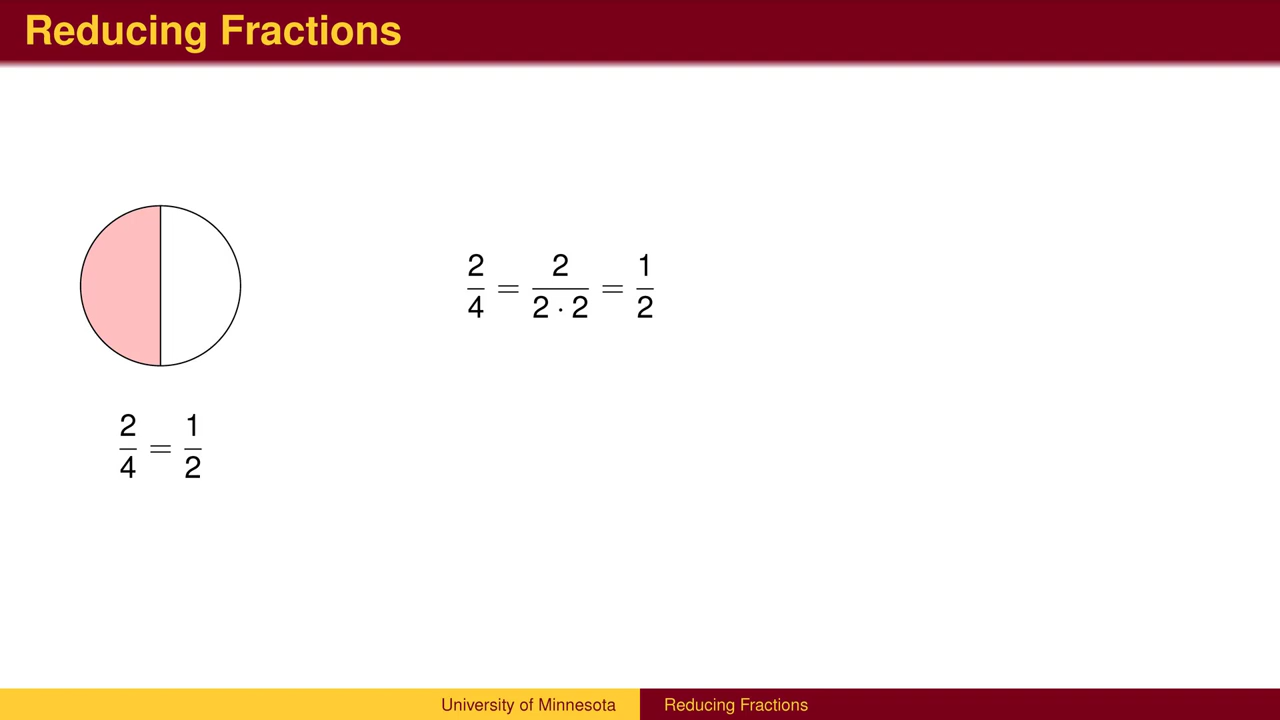 Reducing Fractions
2/4 = 2/(2 · 2) = 1/2
2/4 = 1/2
University of Minnesota
Reducing Fractions